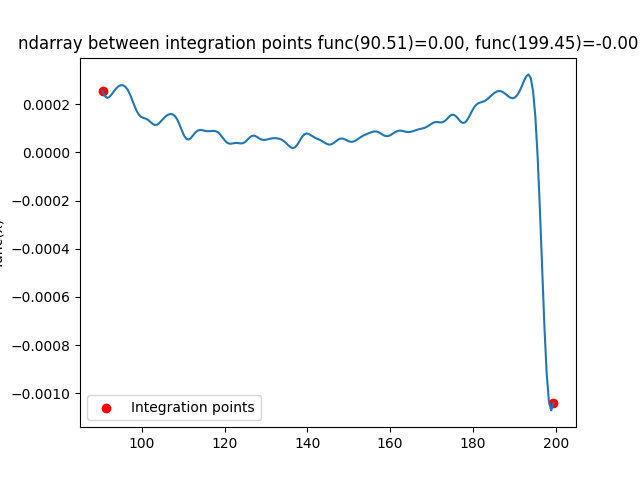 ndarray between integration points func(90.51)=0.00, func(199.45)=-0.00
0.0002
0.0000
−0.0002
−0.0004
−0.0006
−0.0008
−0.0010
func(x)
Integration points
100 120 140 160 180 200